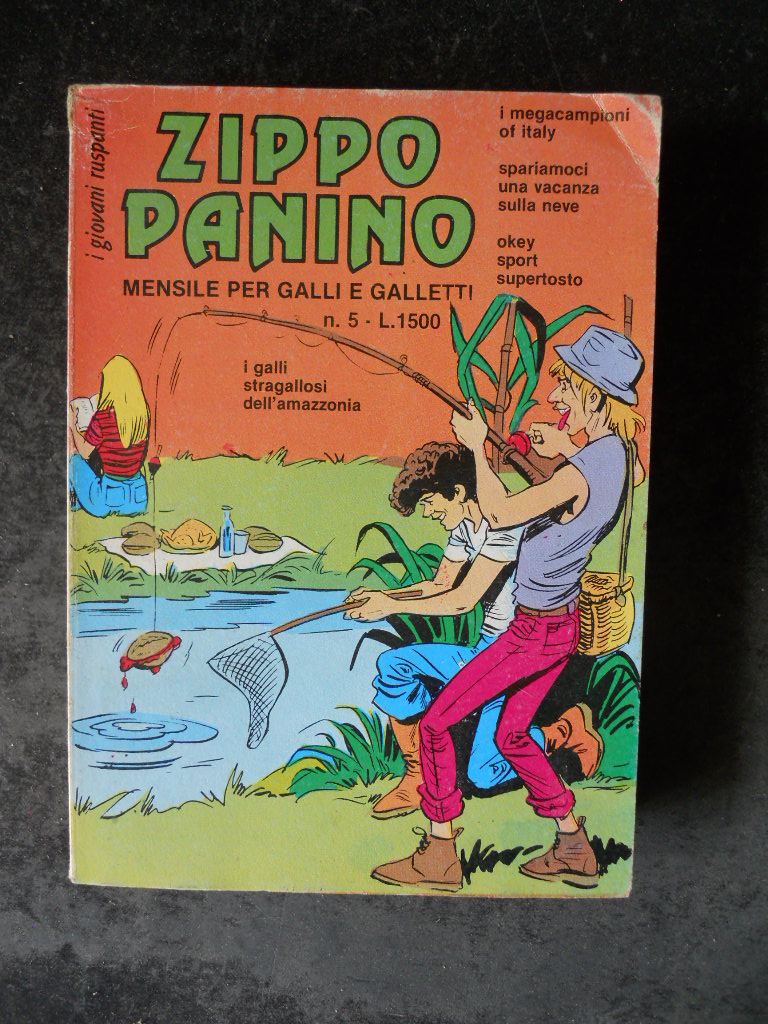 i giovani ruspanti
ZIPPO
PANINO
MENSILE PER GALLI E GALLETTI
n. 5 - L.1500
i megacampioni
of italy
spariamoci
una vacanza
sulla neve
okey
sport
supertosto
i galli
stragallosi
dell'amazzonia